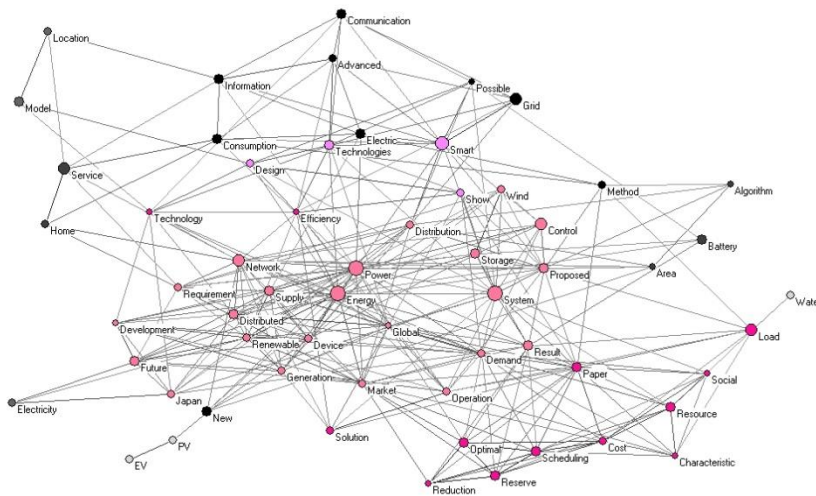 Communication
Location
Advanced
Information
Possible
Grid
Model
Electric
Consumption
Technologies
Smart
Design
Service
Method
Algorithm
Show
Wind
Technology
Efficiency
Home
Distribution
Control
Battery
Storage
Network
Power
Proposed
Area
Requirement
Supply
Energy
System
Wate
Distributed
Development
Global
Load
Renewable
Device
Result
Demand
Future
Generation
Paper
Social
Market
Japan
Operation
Electricity
New
Resource
Solution
PV
Optimal
Cost
EV
Scheduling
Characteristic
Reserve
Reduction